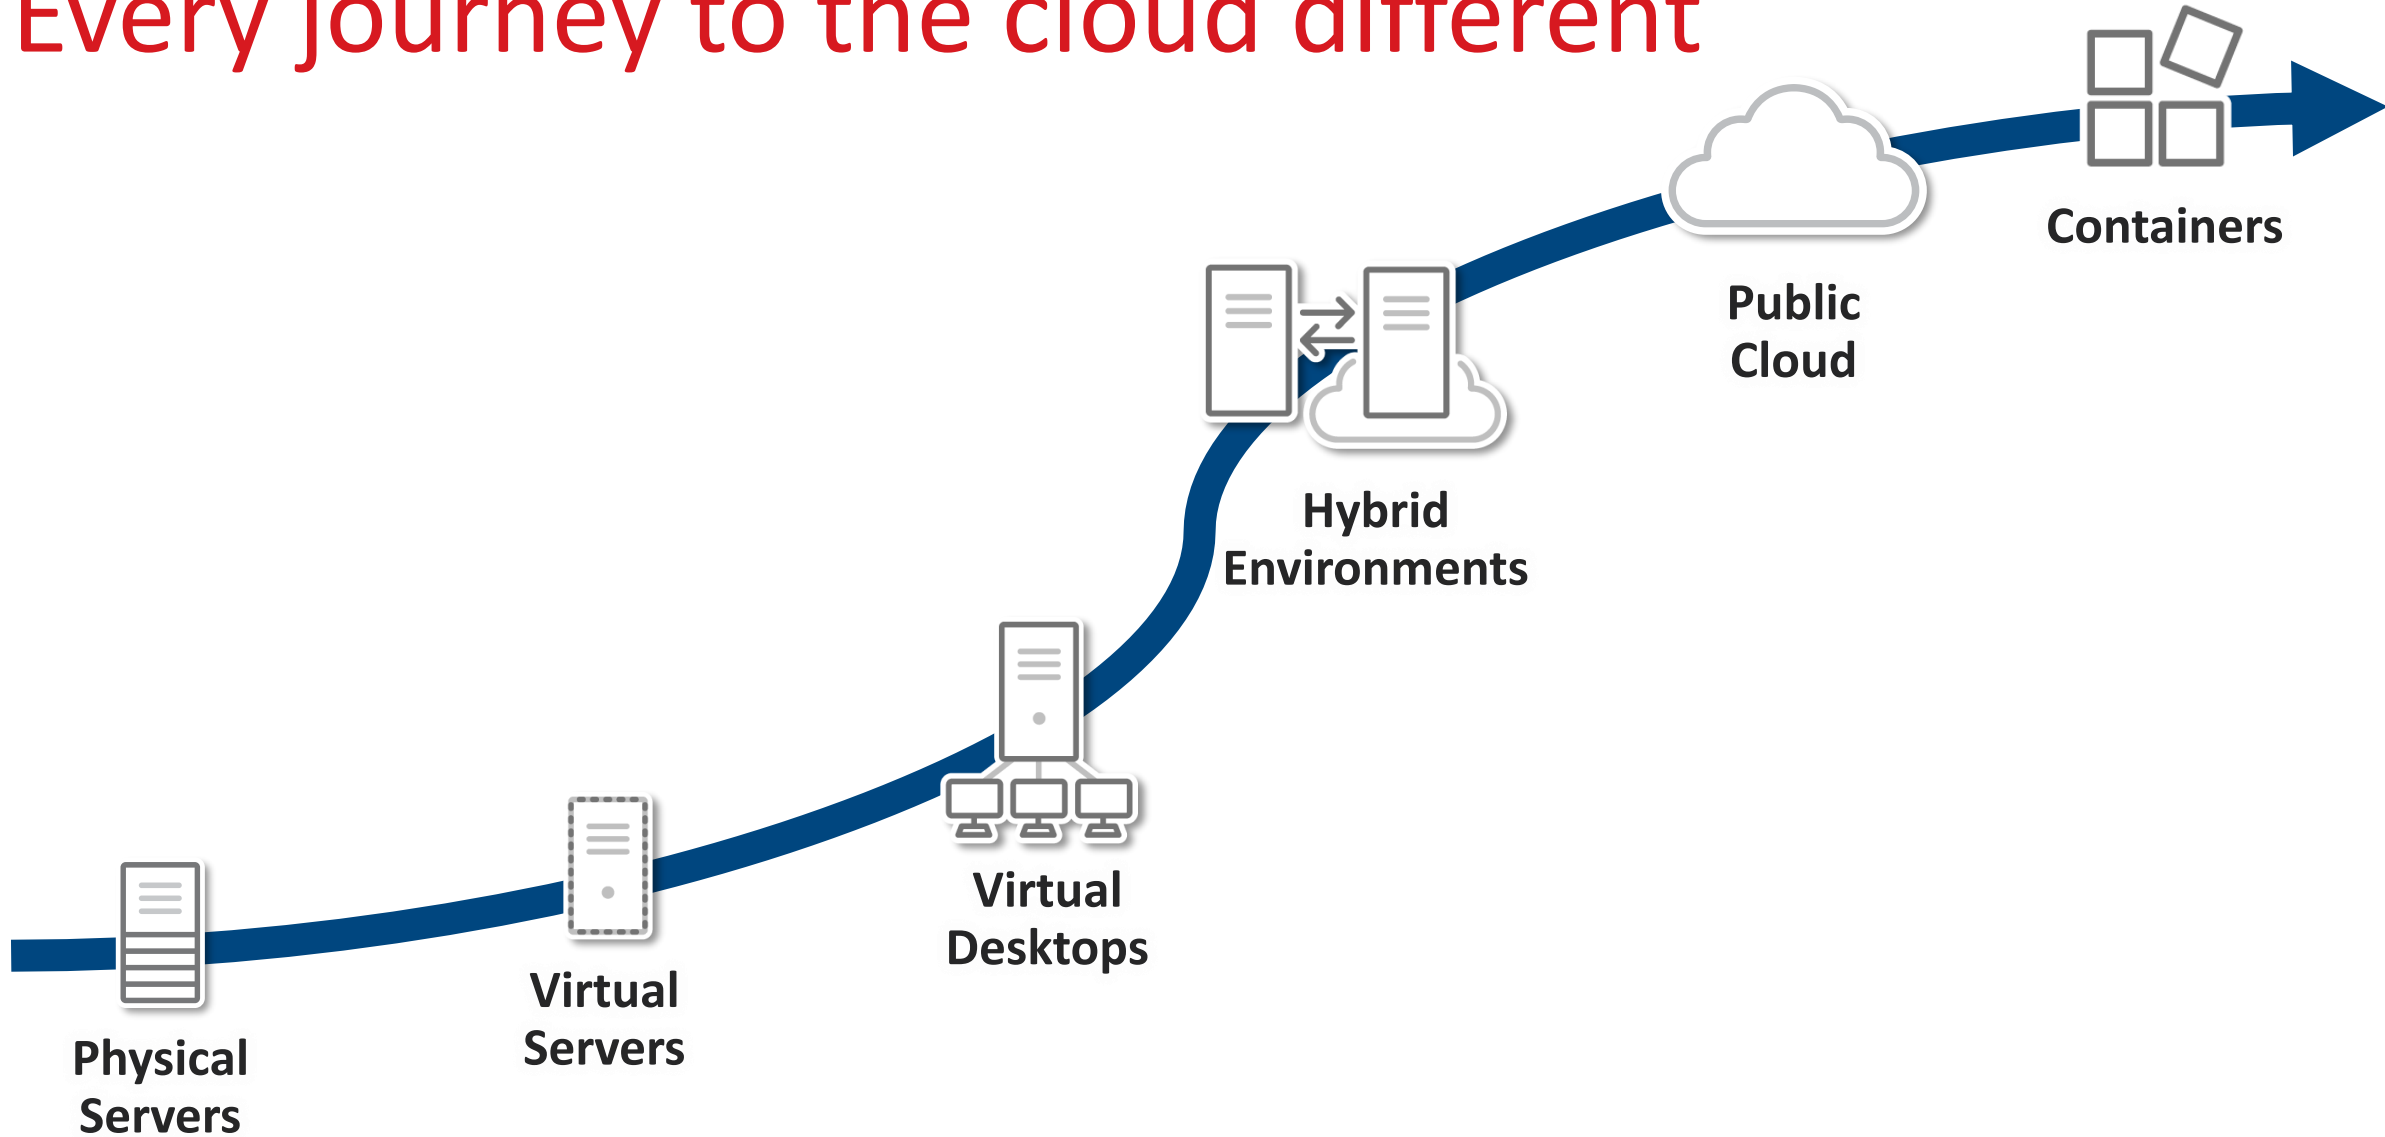 Every journey to the cloud different
Containers
Public
Cloud
Hybrid
Environments
Virtual
Desktops
Virtual
Servers
Physical
Servers